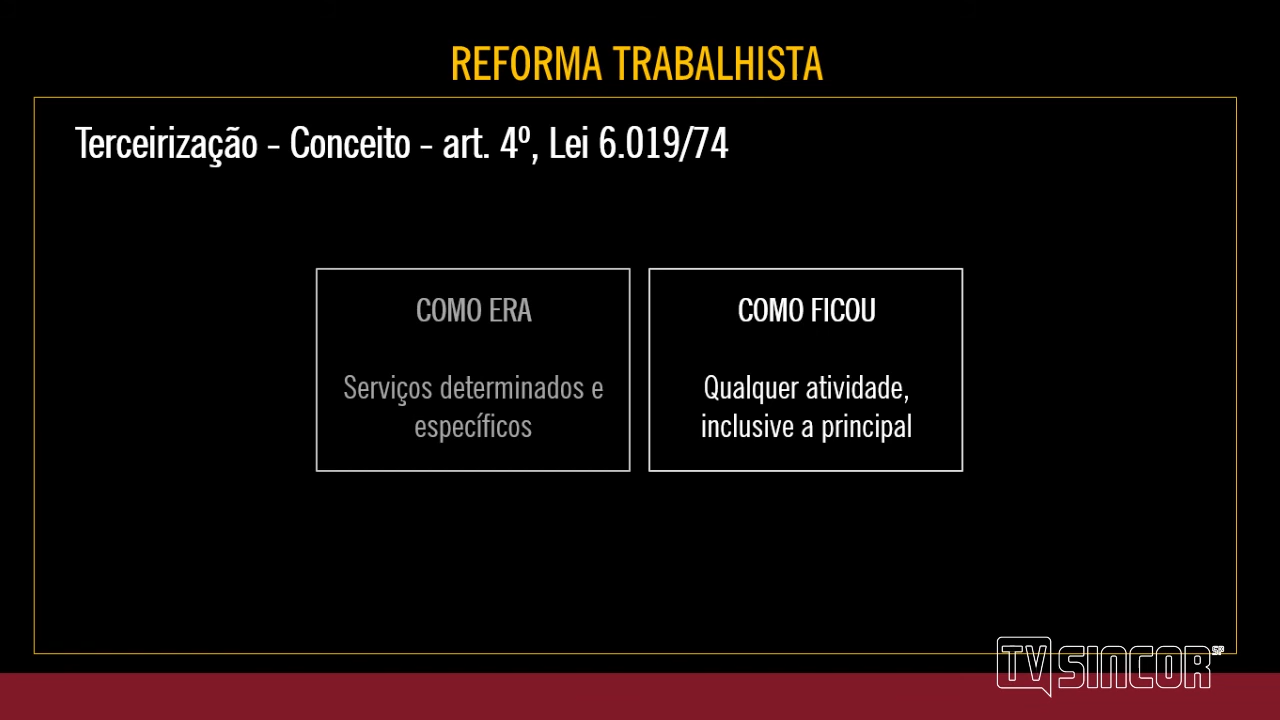 REFORMA TRABALHISTA
Terceirização - Conceito - art. 4º, Lei 6.019/74
COMO ERA
Serviços determinados e
específicos
COMO FICOU
Qualquer atividade,
inclusive a principal
TV SINCOR SP